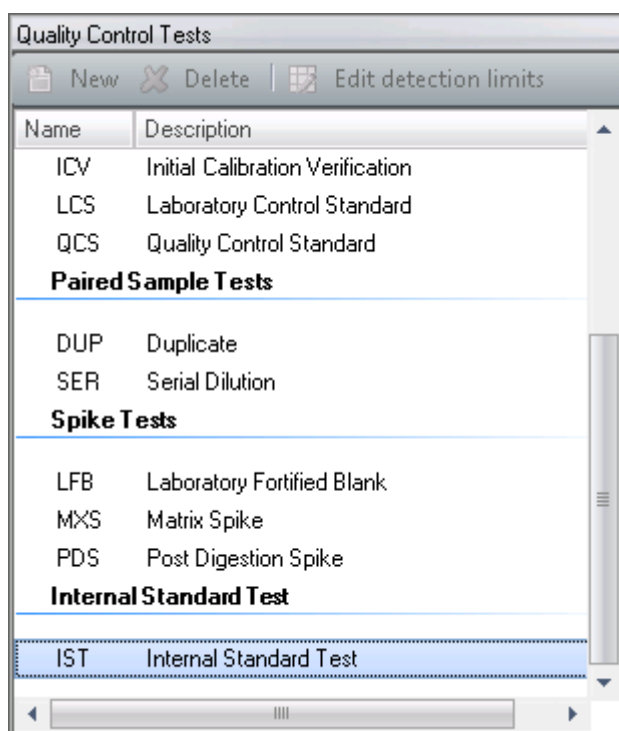 Quality Control Tests
New Delete Edit detection limits
Name Description
ICV Initial Calibration Verification
LCS Laboratory Control Standard
QCS Quality Control Standard
Paired Sample Tests
DUP Duplicate
SER Serial Dilution
Spike Tests
LFB Laboratory Fortified Blank
MXS Matrix Spike
PDS Post Digestion Spike
Internal Standard Test
IST Internal Standard Test